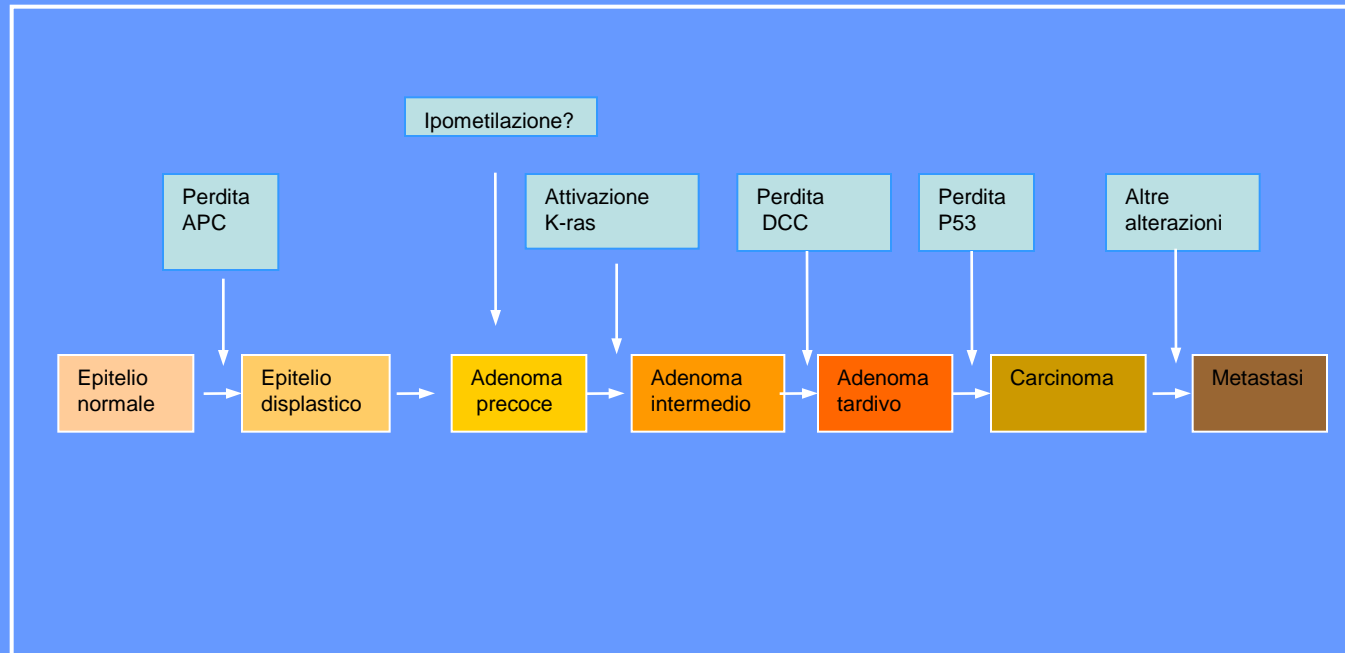 Ipometilazione?
Perdita
APC
Attivazione
K-ras
Perdita
DCC
Perdita
P53
Altre
alterazioni
Epitelio
normale
Epitelio
displastico
Adenoma
precoce
Adenoma
intermedio
Adenoma
tardivo
Carcinoma
Metastasi